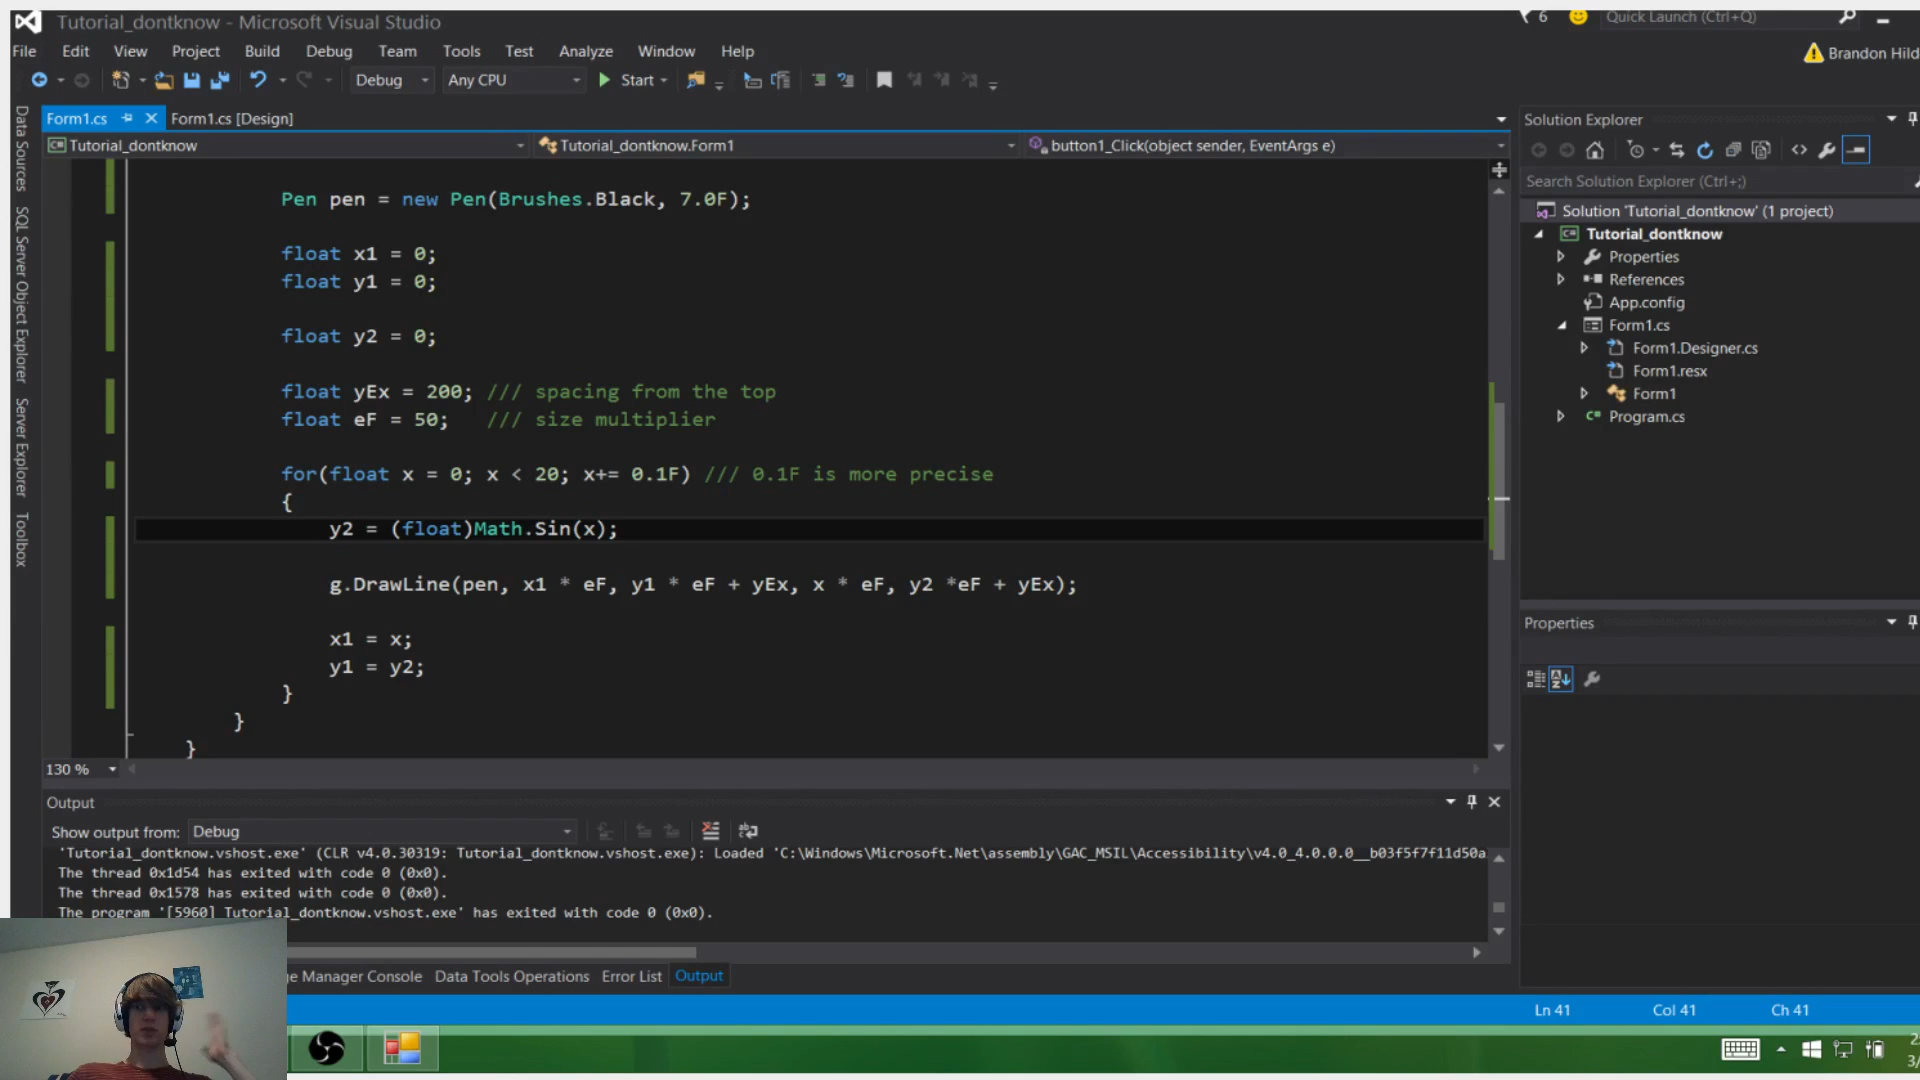 Tutorial_dontknow - Microsoft Visual Studio
6
Quick Launch (Ctrl+Q)
File Edit View Project Build Debug Team Tools Test Analyze Window Help
Brandon Hild
Debug Any CPU Start
Form1.cs Form1.cs [Design]
Tutorial_dontknow Tutorial_dontknow.Form1 button1_Click(object sender, EventArgs e)
Data Sources
SQL Server Object Explorer
Server Explorer
Toolbox
Pen pen = new Pen(Brushes.Black, 7.0F);
float x1 = 0;
float y1 = 0;
float y2 = 0;
float yEx = 200; /// spacing from the top
float eF = 50; /// size multiplier
for(float x = 0; x < 20; x+= 0.1F) /// 0.1F is more precise
{
y2 = (float)Math.Sin(x);
g.DrawLine(pen, x1 * eF, y1 * eF + yEx, x * eF, y2 *eF + yEx);
x1 = x;
y1 = y2;
}
}
}
130 %
Solution Explorer
Search Solution Explorer (Ctrl+;)
Solution 'Tutorial_dontknow' (1 project)
Tutorial_dontknow
Properties
References
App.config
Form1.cs
Form1.Designer.cs
Form1.resx
Form1
Program.cs
Properties
Output
Show output from: Debug
'Tutorial_dontknow.vshost.exe' (CLR v4.0.30319: Tutorial_dontknow.vshost.exe): Loaded 'C:\Windows\Microsoft.Net\assembly\GAC_MSIL\Accessibility\v4.0_4.0.0.0__b03f5f7f11d50a
The thread 0x1d54 has exited with code 0 (0x0).
The thread 0x1578 has exited with code 0 (0x0).
The program '[5960] Tutorial_dontknow.vshost.exe' has exited with code 0 (0x0).
ge Manager Console Data Tools Operations Error List Output
Ln 41 Col 41 Ch 41